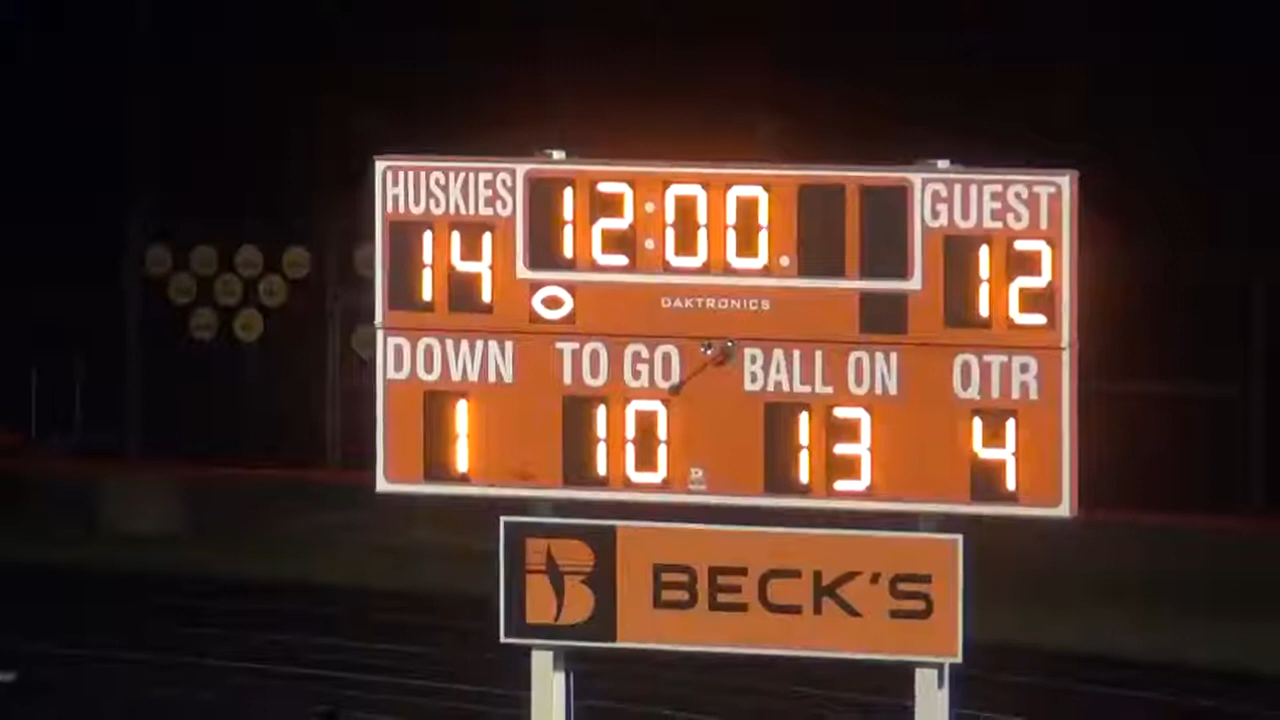 HUSKIES 12:00. GUEST
14 12
DAKTRONICS
DOWN TO GO BALL ON QTR
1 10 13 4
BECK'S